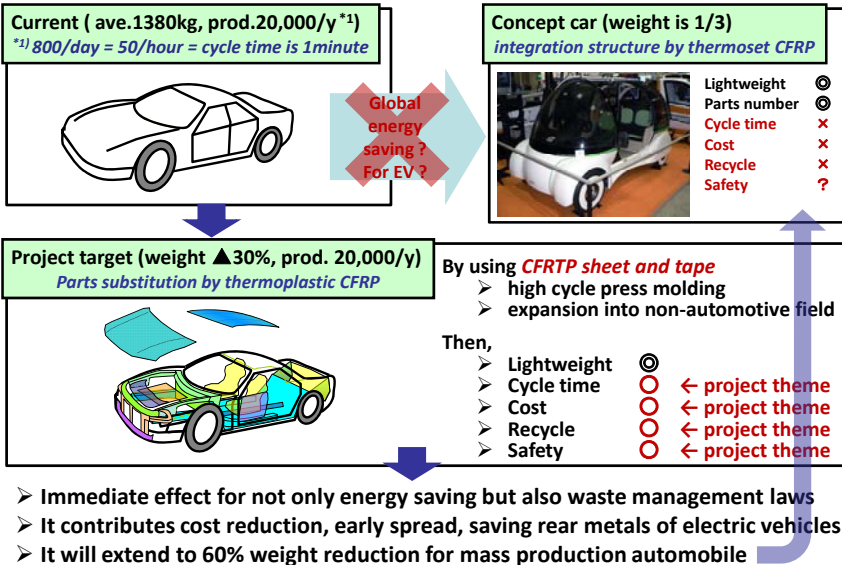 Current ( ave.1380kg, prod.20,000/y *1)
*1) 800/day = 50/hour = cycle time is 1minute
Global
energy
saving ?
For EV ?
Concept car (weight is 1/3)
integration structure by thermoset CFRP
Lightweight ◎
Parts number ◎
Cycle time ×
Cost ×
Recycle ×
Safety ?
Project target (weight ▲30%, prod. 20,000/y)
Parts substitution by thermoplastic CFRP
By using CFRTP sheet and tape
➢ high cycle press molding
➢ expansion into non-automotive field
Then,
➢ Lightweight ◎
➢ Cycle time ○ ← project theme
➢ Cost ○ ← project theme
➢ Recycle ○ ← project theme
➢ Safety ○ ← project theme
➢ Immediate effect for not only energy saving but also waste management laws
➢ It contributes cost reduction, early spread, saving rear metals of electric vehicles
➢ It will extend to 60% weight reduction for mass production automobile